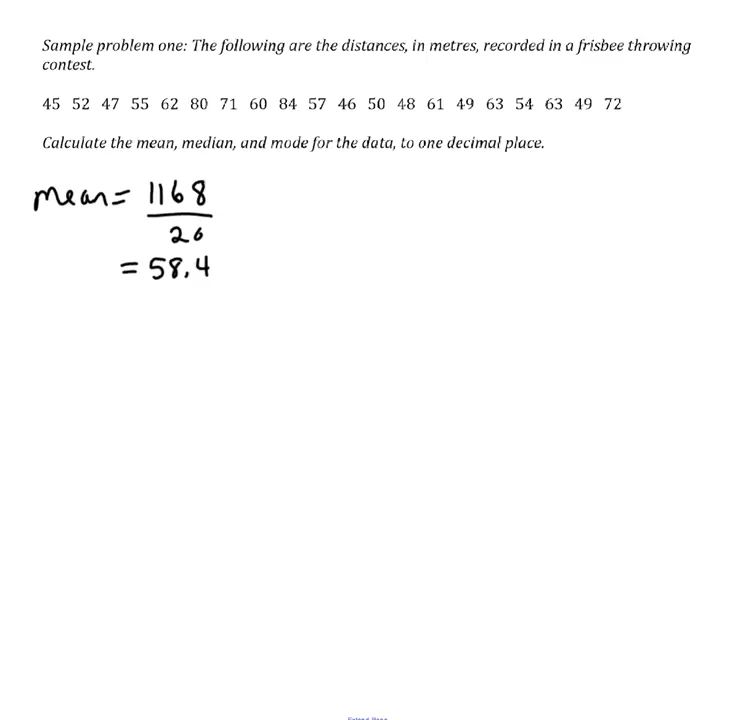 Sample problem one: The following are the distances, in metres, recorded in a frisbee throwing
contest.
45 52 47 55 62 80 71 60 84 57 46 50 48 61 49 63 54 63 49 72
Calculate the mean, median, and mode for the data, to one decimal place.
mean = 1168
20
= 58.4